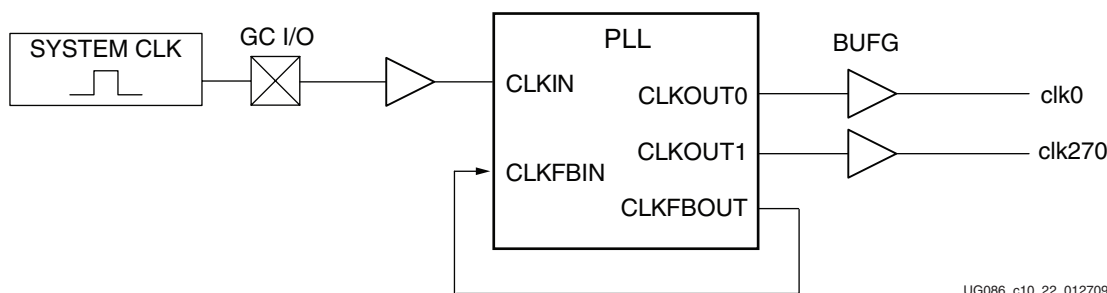 SYSTEM CLK
GC I/O
PLL
BUFG
CLKIN
CLKOUT0
clk0
CLKOUT1
clk270
CLKFBIN
CLKFBOUT
UG086_c10_22_012709